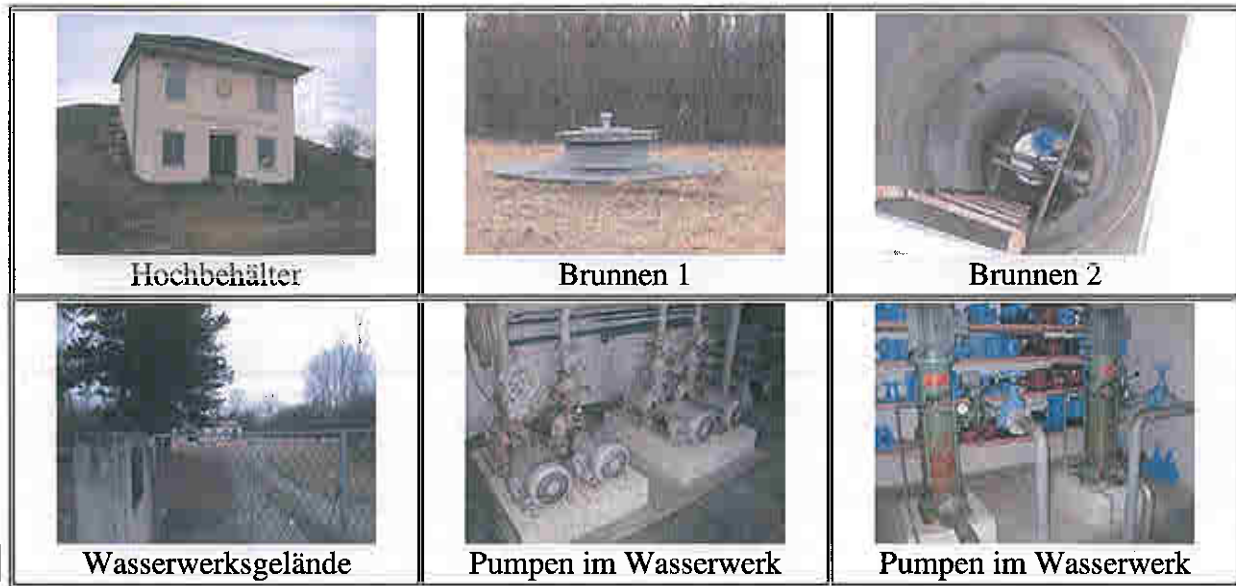 Hochbehälter
Brunnen 1
Brunnen 2
Wasserwerksgelände
Pumpen im Wasserwerk
Pumpen im Wasserwerk